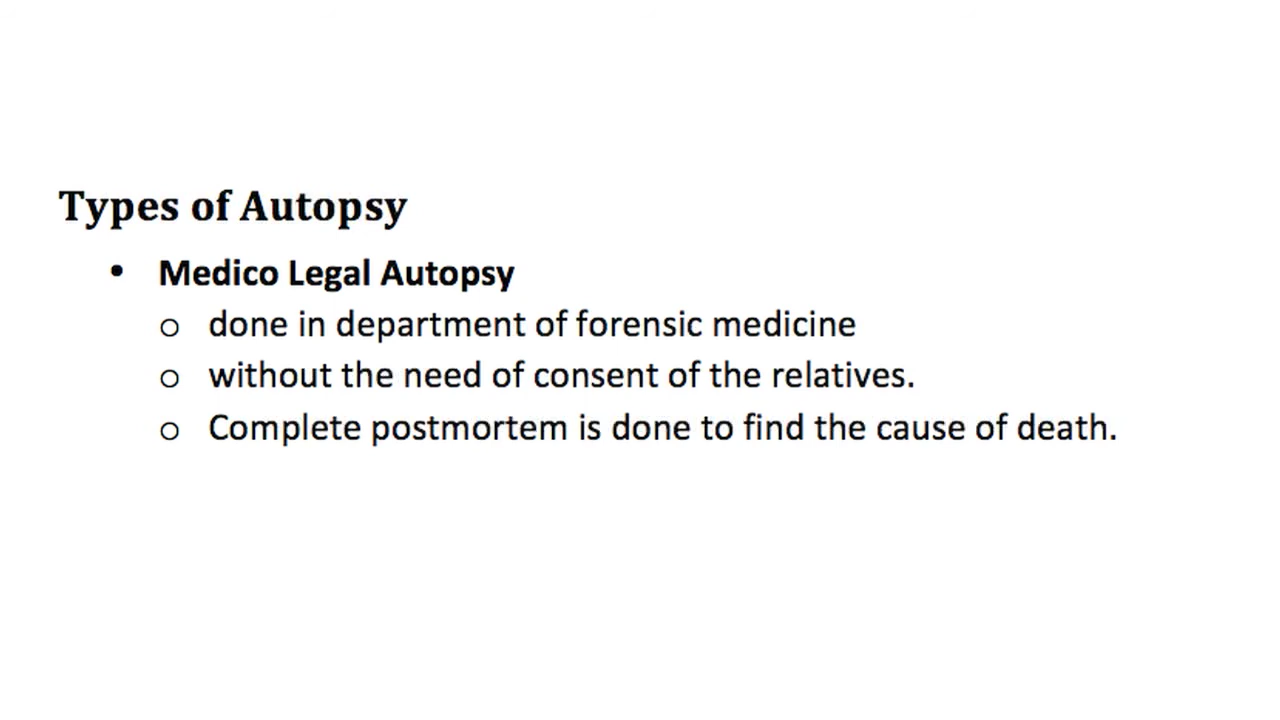 Types of Autopsy
• Medico Legal Autopsy
o done in department of forensic medicine
o without the need of consent of the relatives.
o Complete postmortem is done to find the cause of death.